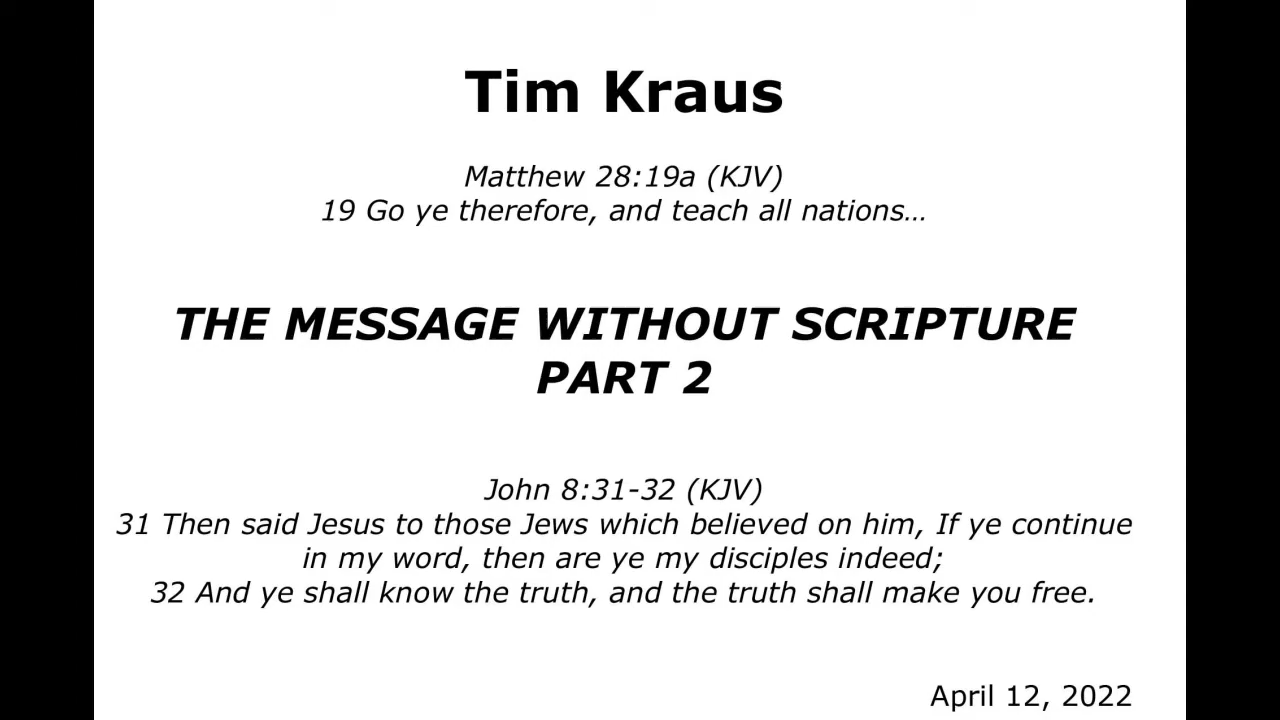 Tim Kraus
Matthew 28:19a (KJV)
19 Go ye therefore, and teach all nations…
THE MESSAGE WITHOUT SCRIPTURE
PART 2
John 8:31-32 (KJV)
31 Then said Jesus to those Jews which believed on him, If ye continue
in my word, then are ye my disciples indeed;
32 And ye shall know the truth, and the truth shall make you free.
April 12, 2022